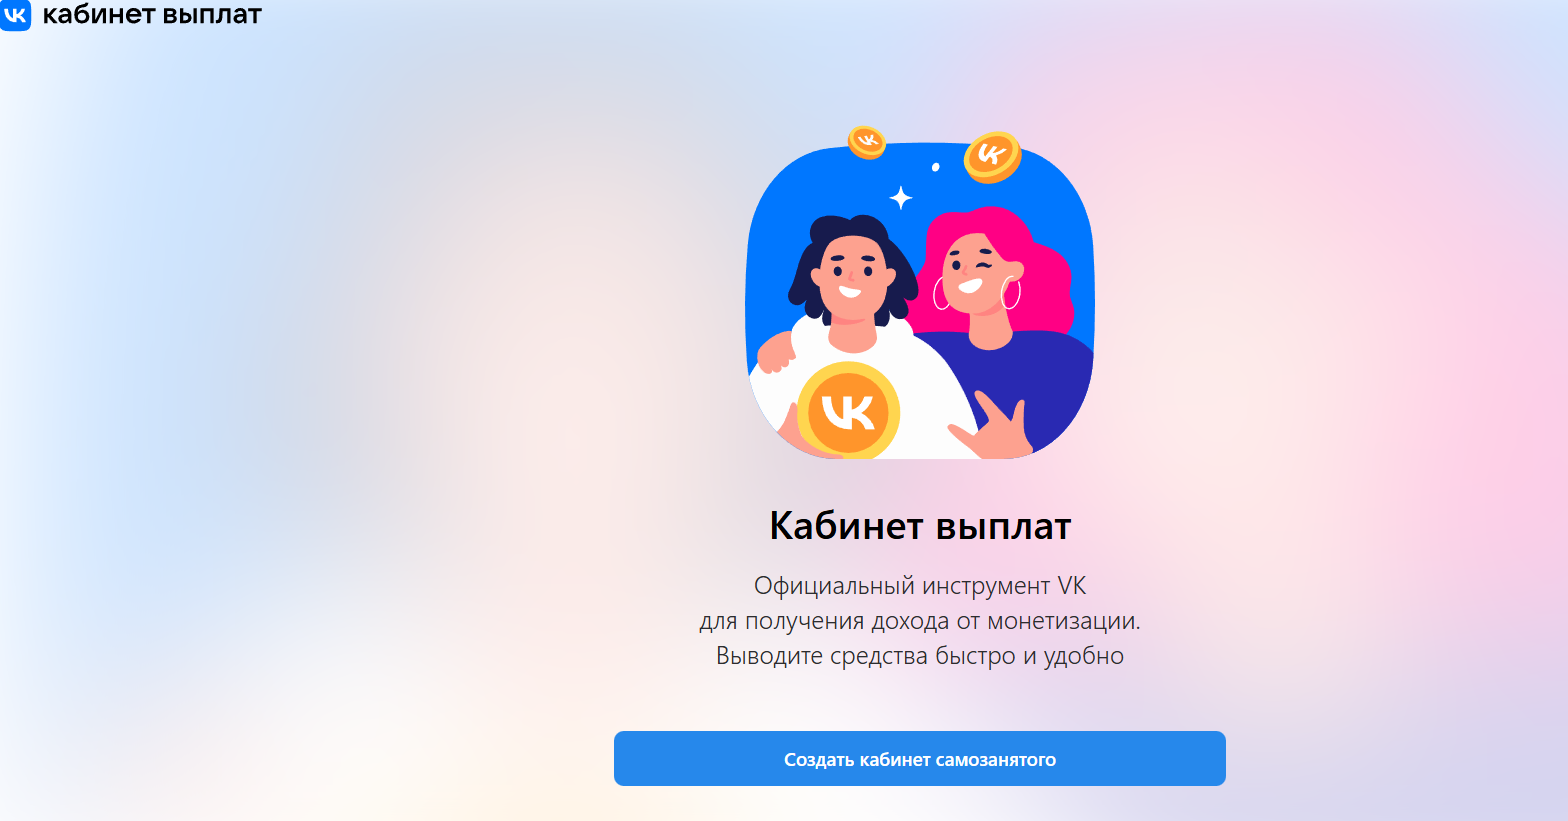 кабинет выплат
Кабинет выплат
Официальный инструмент VK
для получения дохода от монетизации.
Выводите средства быстро и удобно
Создать кабинет самозанятого